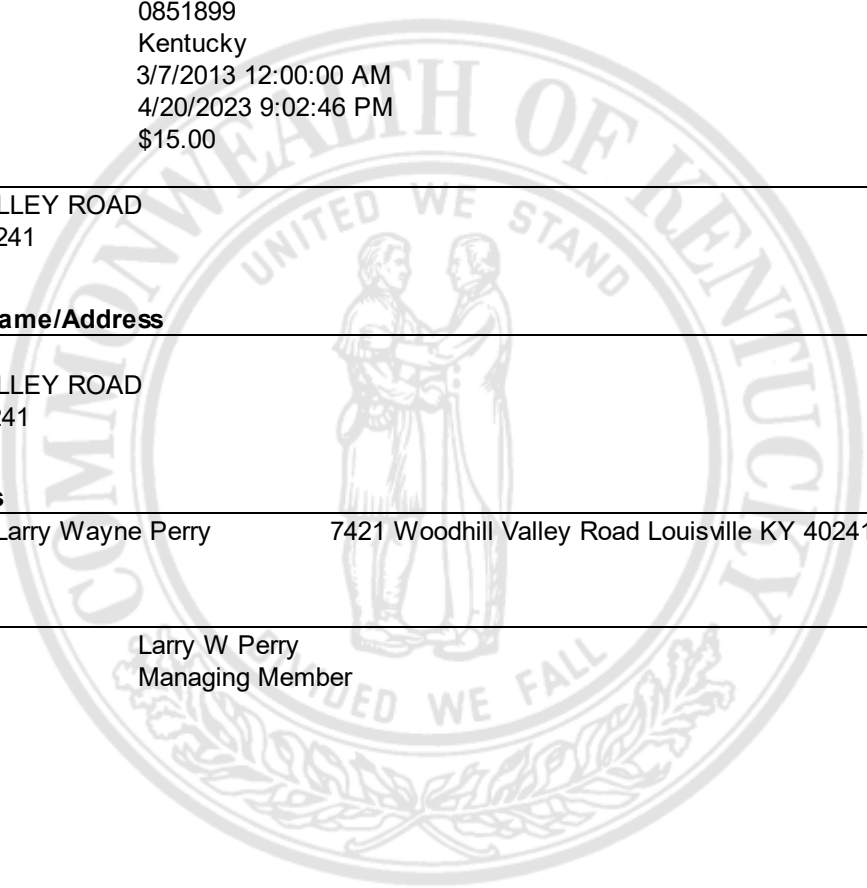 0851899
Kentucky
3/7/2013 12:00:00 AM
4/20/2023 9:02:46 PM
$15.00
LLEY ROAD
241
ame/Address
LLEY ROAD
241
s
Larry Wayne Perry 7421 Woodhill Valley Road Louisville KY 40241
Larry W Perry
Managing Member
COMMONWEALTH OF KENTUCKY
UNITED WE STAND
DED WE FALL